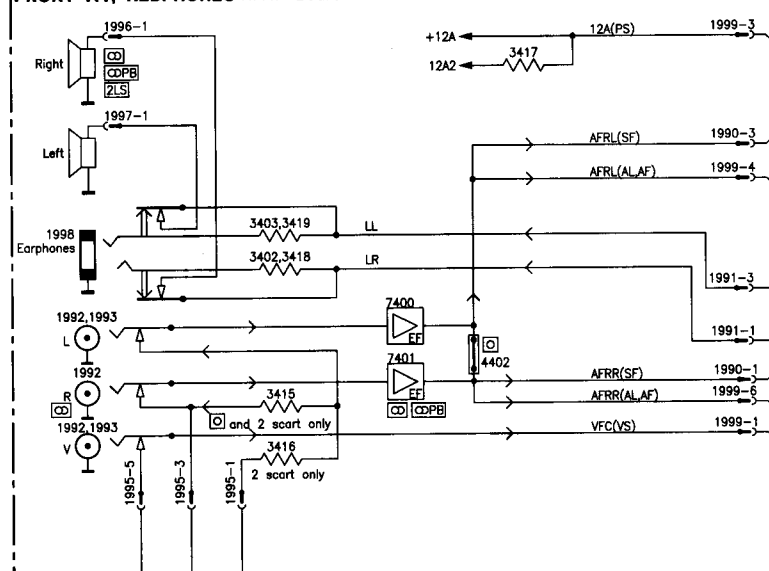 1996-1
12A(PS)
1999-3
+12A
Right
3417
12A2
PB
2LS
1997-1
AFRL(SF)
1990-3
Left
AFRL(AL,AF)
1999-4
1998
Earphones
3403,3419
LL
3402,3418
LR
1991-3
1992,1993
L
7400
EF
1991-1
4402
1992
R
7401
EF
AFRR(SF)
1990-1
3415
PB
AFRR(AL,AF)
1999-6
and 2 scart only
1992,1993
V
VFC(VS)
1999-1
3416
2 scart only
1995-5
1995-3
1995-1